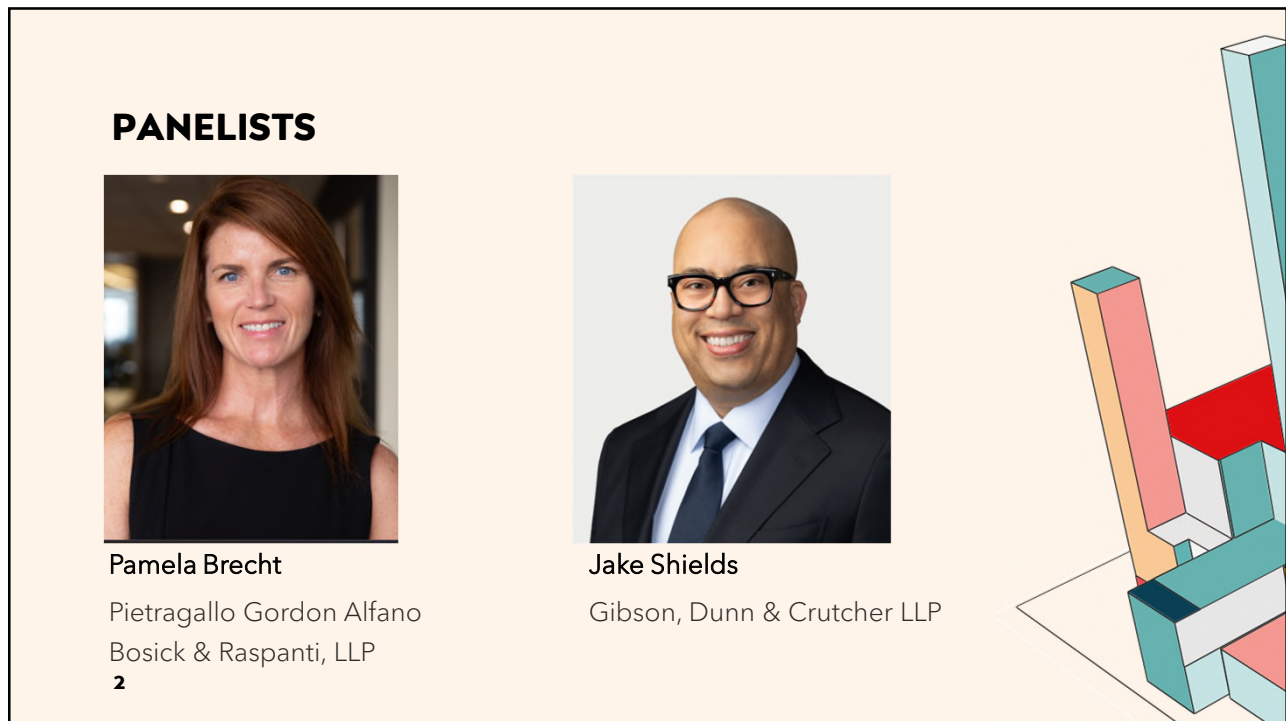 PANELISTS
Pamela Brecht
Pietragallo Gordon Alfano
Bosick & Raspanti, LLP
Jake Shields
Gibson, Dunn & Crutcher LLP
2